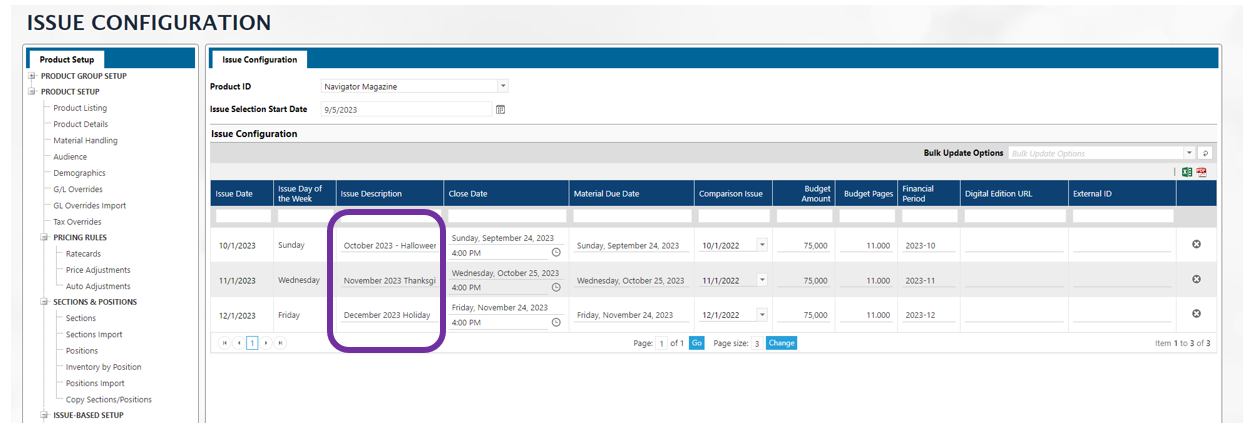 ISSUE CONFIGURATION
Product Setup
PRODUCT GROUP SETUP
PRODUCT SETUP
Product Listing
Product Details
Material Handling
Audience
Demographics
G/L Overrides
GL Overrides Import
Tax Overrides
PRICING RULES
Ratecards
Price Adjustments
Auto Adjustments
SECTIONS & POSITIONS
Sections
Sections Import
Positions
Inventory by Position
Positions Import
Copy Sections/Positions
ISSUE-BASED SETUP
Issue Configuration
Product ID Navigator Magazine
Issue Selection Start Date 9/5/2023
Issue Configuration
Bulk Update Options Bulk Update Options
Issue Date Issue Day of the Week Issue Description Close Date Material Due Date Comparison Issue Budget Amount Budget Pages Financial Period Digital Edition URL External ID
10/1/2023 Sunday October 2023 - Halloween Sunday, September 24, 2023 4:00 PM Sunday, September 24, 2023 10/1/2022 75,000 11.000 2023-10
11/1/2023 Wednesday November 2023 Thanksgi Wednesday, October 25, 2023 4:00 PM Wednesday, October 25, 2023 11/1/2022 75,000 11.000 2023-11
12/1/2023 Friday December 2023 Holiday Friday, November 24, 2023 4:00 PM Friday, November 24, 2023 12/1/2022 75,000 11.000 2023-12
1 Page: 1 of 1 Go Page size: 3 Change Item 1 to 3 of 3